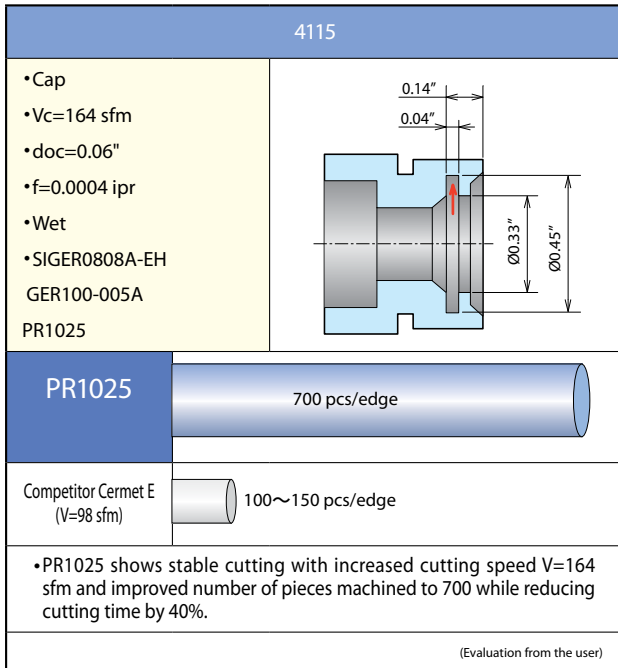 4115
•Cap
•Vc=164 sfm
•doc=0.06"
•f=0.0004 ipr
•Wet
•SIGER0808A-EH
GER100-005A
PR1025
0.14"
0.04"
Ø0.33"
Ø0.45"
PR1025
700 pcs/edge
Competitor Cermet E
(V=98 sfm)
100～150 pcs/edge
•PR1025 shows stable cutting with increased cutting speed V=164
sfm and improved number of pieces machined to 700 while reducing
cutting time by 40%.
(Evaluation from the user)